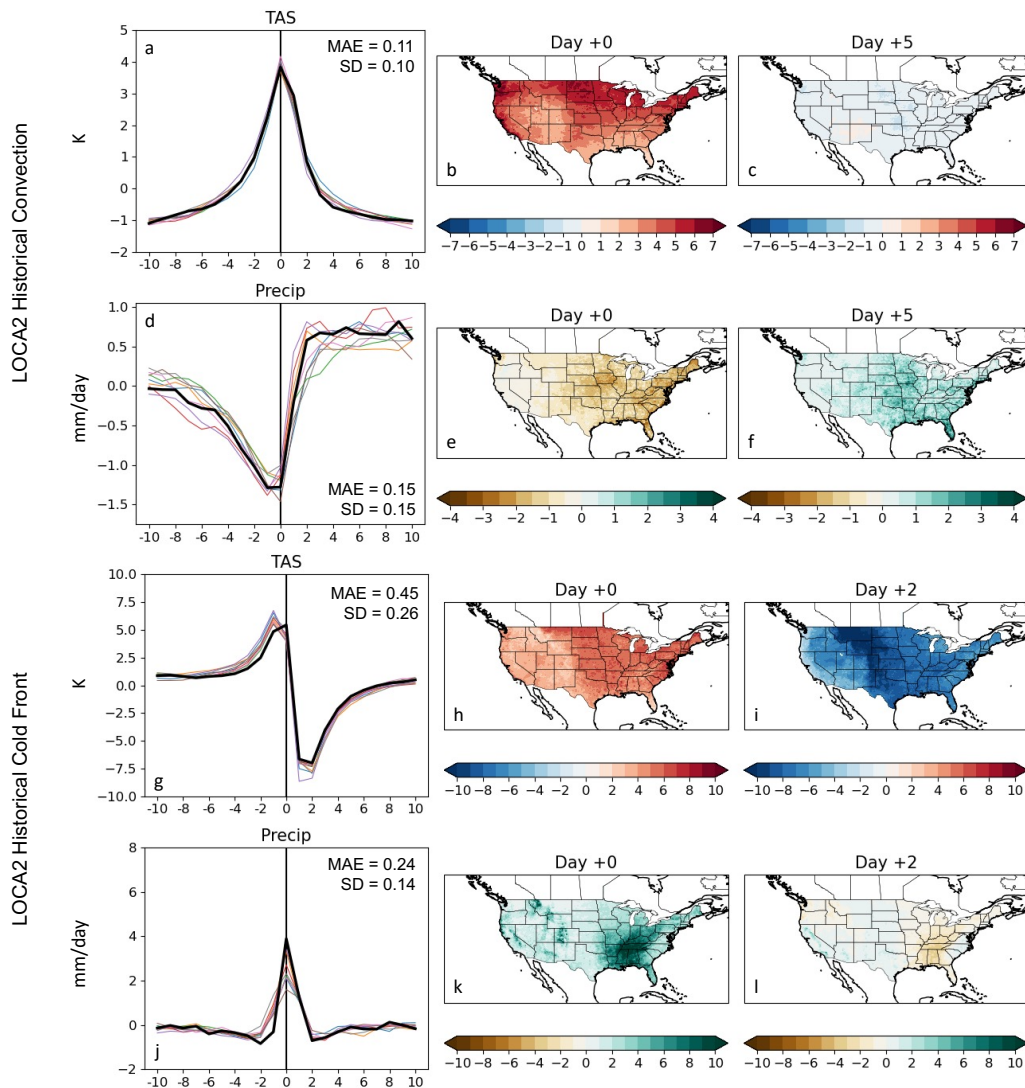 LOCA2 Historical Convection
TAS
a
MAE = 0.11
SD = 0.10
K
5
4
3
2
1
0
−1
−2
-10 -8 -6 -4 -2 0 2 4 6 8 10
Day +0
b
−7−6−5−4−3−2−1 0 1 2 3 4 5 6 7
Day +5
c
−7−6−5−4−3−2−1 0 1 2 3 4 5 6 7
Precip
d
MAE = 0.15
SD = 0.15
mm/day
1.0
0.5
0.0
−0.5
−1.0
−1.5
-10 -8 -6 -4 -2 0 2 4 6 8 10
Day +0
e
−4 −3 −2 −1 0 1 2 3 4
Day +5
f
−4 −3 −2 −1 0 1 2 3 4
LOCA2 Historical Cold Front
TAS
MAE = 0.45
SD = 0.26
K
10.0
7.5
5.0
2.5
0.0
−2.5
−5.0
−7.5
−10.0
g
-10 -8 -6 -4 -2 0 2 4 6 8 10
Day +0
h
−10 −8 −6 −4 −2 0 2 4 6 8 10
Day +2
i
−10 −8 −6 −4 −2 0 2 4 6 8 10
Precip
MAE = 0.24
SD = 0.14
mm/day
8
6
4
2
0
−2
j
-10 -8 -6 -4 -2 0 2 4 6 8 10
Day +0
k
−10 −8 −6 −4 −2 0 2 4 6 8 10
Day +2
l
−10 −8 −6 −4 −2 0 2 4 6 8 10